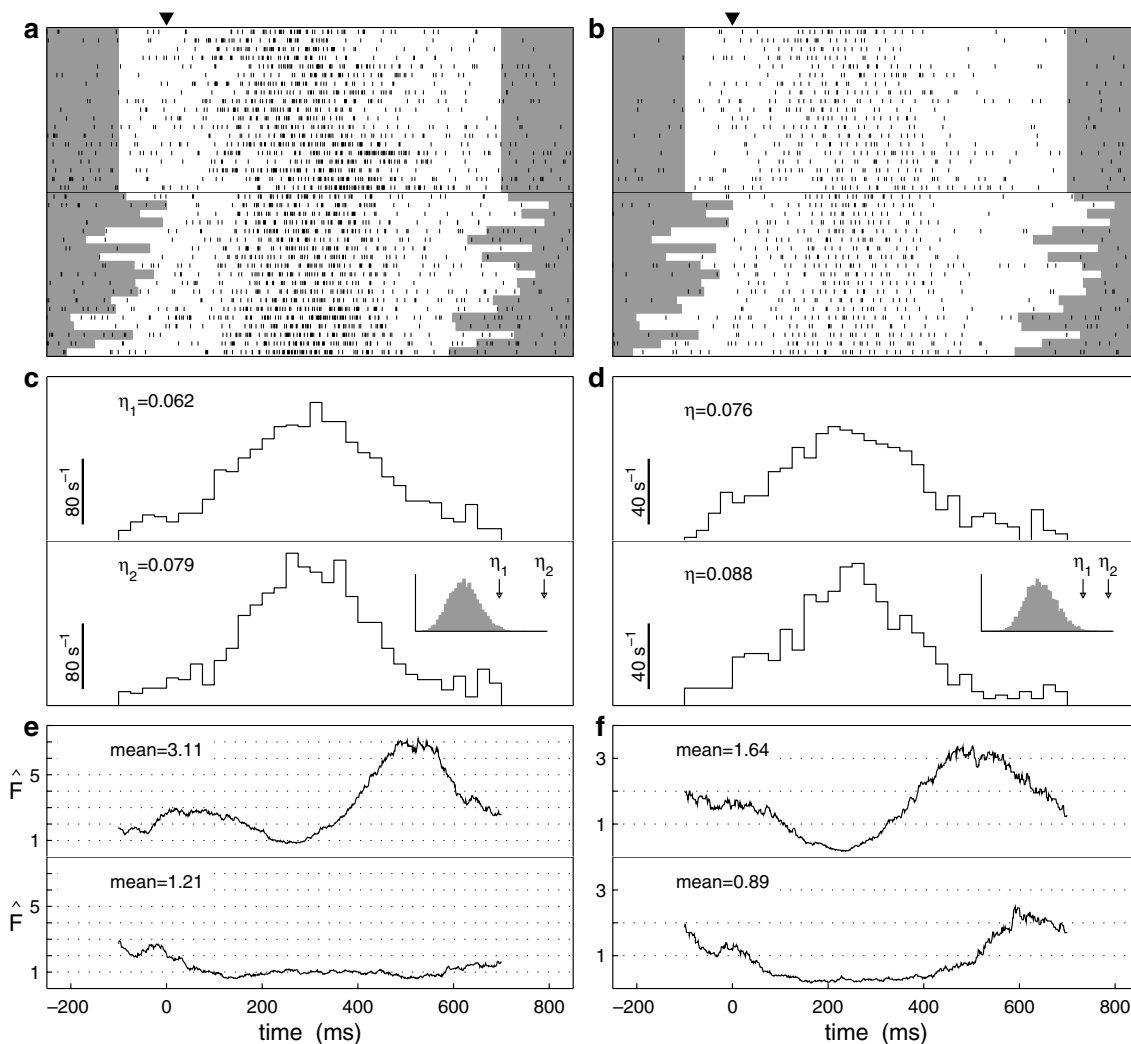 a
b
c
η1=0.062
80 s−1
d
η=0.076
40 s−1
η2=0.079
80 s−1
η1
η2
η=0.088
40 s−1
η1
η2
e
mean=3.11
F̂
5
1
f
mean=1.64
3
1
mean=1.21
F̂
5
1
mean=0.89
3
1
−200 0 200 400 600 800
time (ms)
−200 0 200 400 600 800
time (ms)